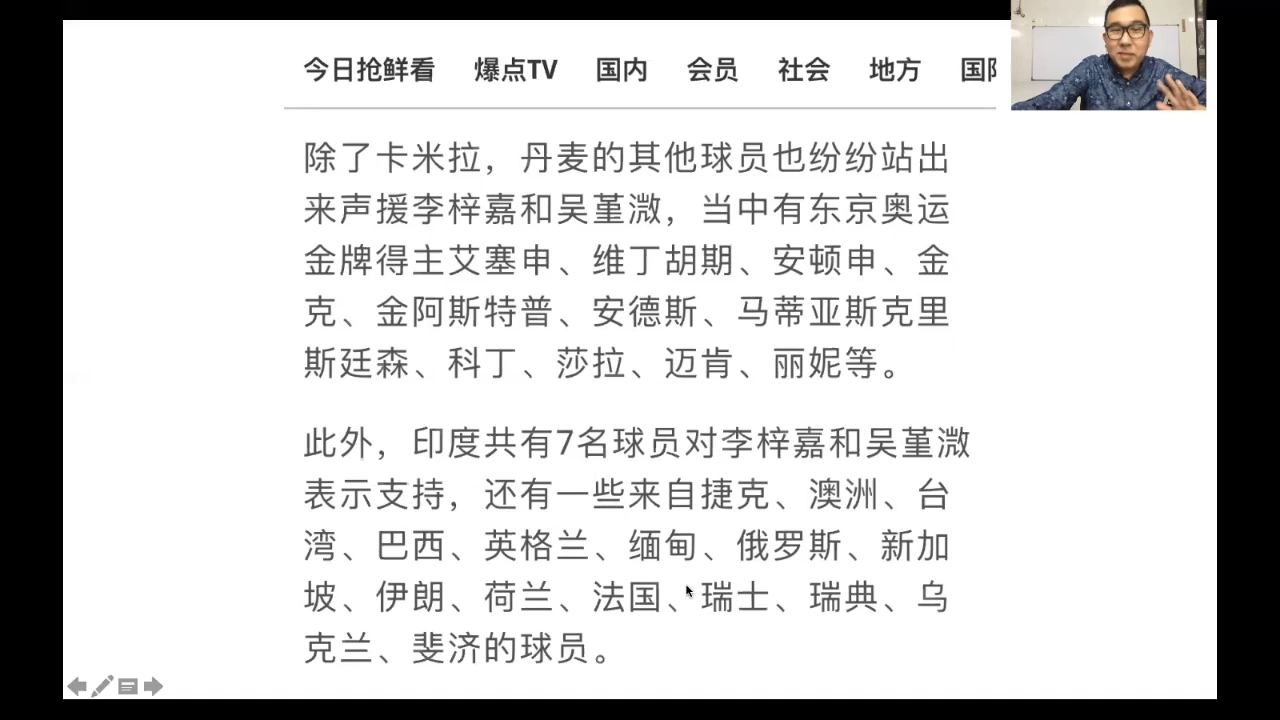 今日抢鲜看 爆点TV 国内 会员 社会 地方 国
除了卡米拉，丹麦的其他球员也纷纷站出
来声援李梓嘉和吴堇溦，当中有东京奥运
金牌得主艾塞申、维丁胡期、安顿申、金
克、金阿斯特普、安德斯、马蒂亚斯克里
斯廷森、科丁、莎拉、迈肯、丽妮等。
此外，印度共有7名球员对李梓嘉和吴堇溦
表示支持，还有一些来自捷克、澳洲、台
湾、巴西、英格兰、缅甸、俄罗斯、新加
坡、伊朗、荷兰、法国、瑞士、瑞典、乌
克兰、斐济的球员。